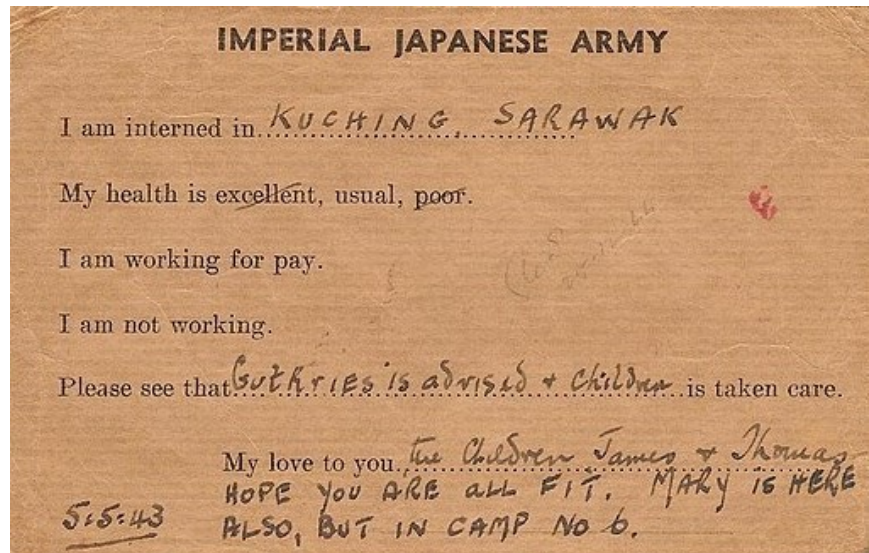 IMPERIAL JAPANESE ARMY
I am interned in KUCHING, SARAWAK
My health is excellent, usual, poor.
I am working for pay.
I am not working.
Please see that Guthries is advised + children is taken care.
My love to you the Children James + Thomas
HOPE YOU ARE ALL FIT. MARY IS HERE
5:5:43 ALSO, BUT IN CAMP NO 6.